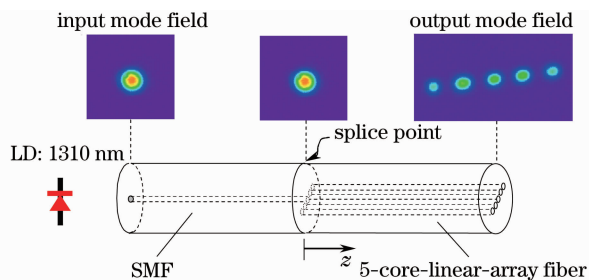 input mode field
output mode field
splice point
LD: 1310 nm
z
SMF
5-core-linear-array fiber